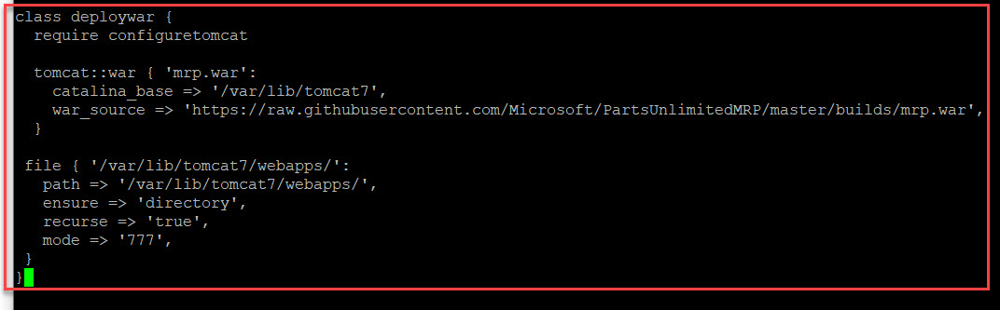 class deploywar {
  require configuretomcat

  tomcat::war { 'mrp.war':
    catalina_base => '/var/lib/tomcat7',
    war_source => 'https://raw.githubusercontent.com/Microsoft/PartsUnlimitedMRP/master/builds/mrp.war',
  }

 file { '/var/lib/tomcat7/webapps/':
   path => '/var/lib/tomcat7/webapps/',
   ensure => 'directory',
   recurse => 'true',
   mode => '777',
 }
}